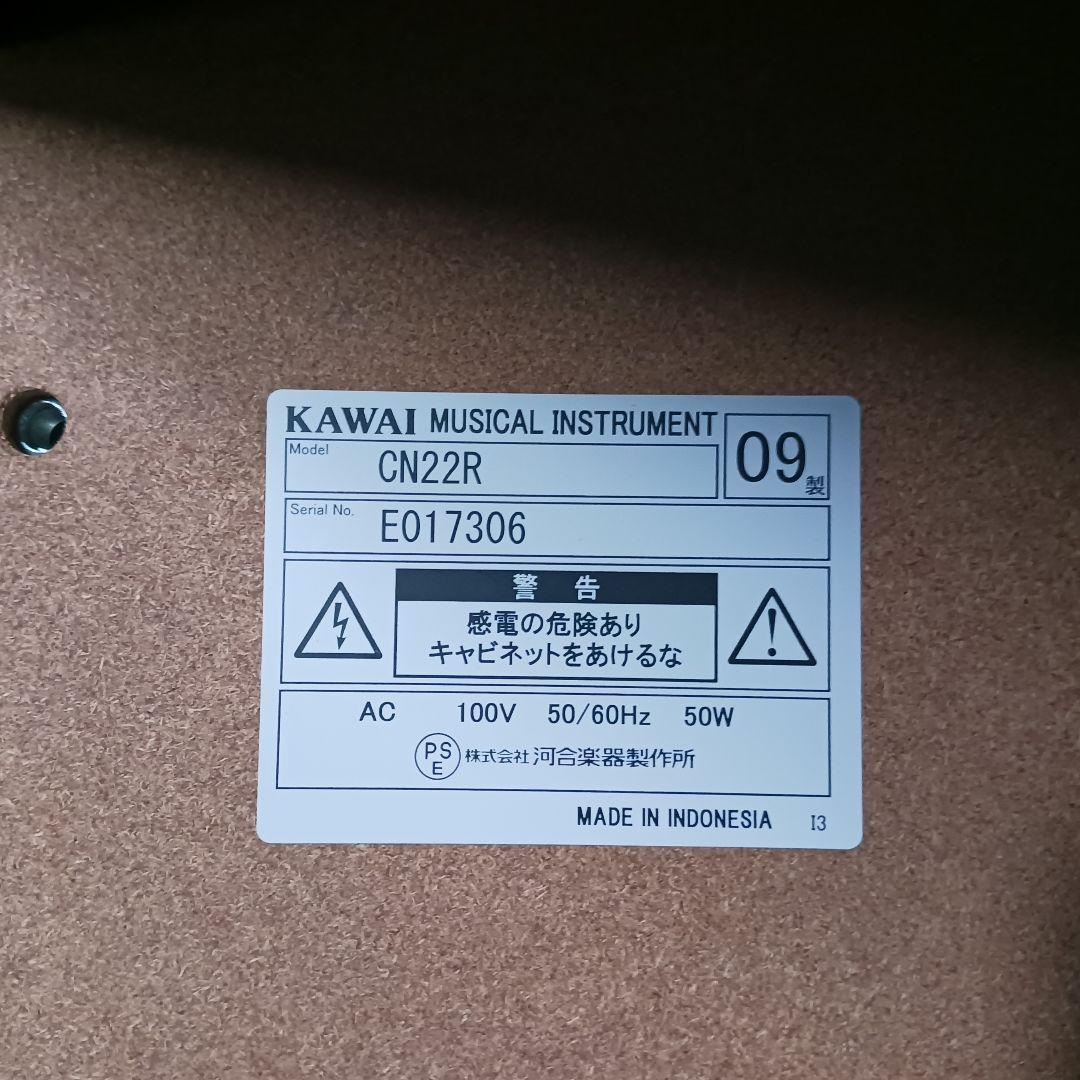 KAWAI MUSICAL INSTRUMENT
Model CN22R
09製
Serial No. E017306
警告
感電の危険あり
キャビネットをあけるな
AC 100V 50/60Hz 50W
PSE 株式会社 河合楽器製作所
MADE IN INDONESIA I3